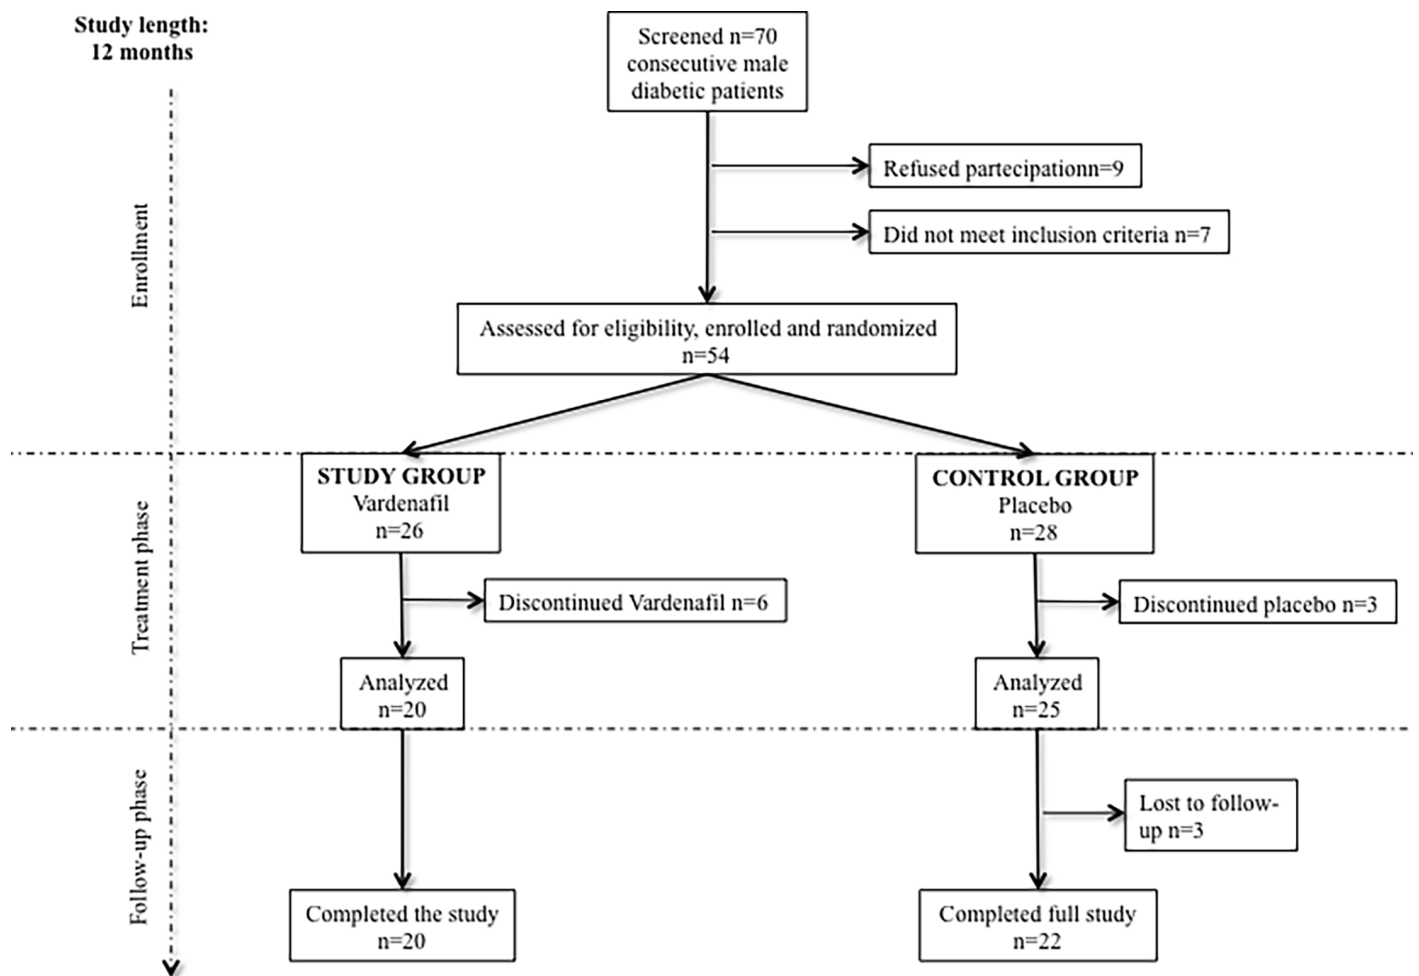 Study length:
12 months
Screened n=70
consecutive male
diabetic patients
Refused partecipationn=9
Did not meet inclusion criteria n=7
Enrollment
Assessed for eligibility, enrolled and randomized
n=54
STUDY GROUP
Vardenafil
n=26
CONTROL GROUP
Placebo
n=28
Treatment phase
Discontinued Vardenafil n=6
Discontinued placebo n=3
Analyzed
n=20
Analyzed
n=25
Follow-up phase
Lost to follow-
up n=3
Completed the study
n=20
Completed full study
n=22